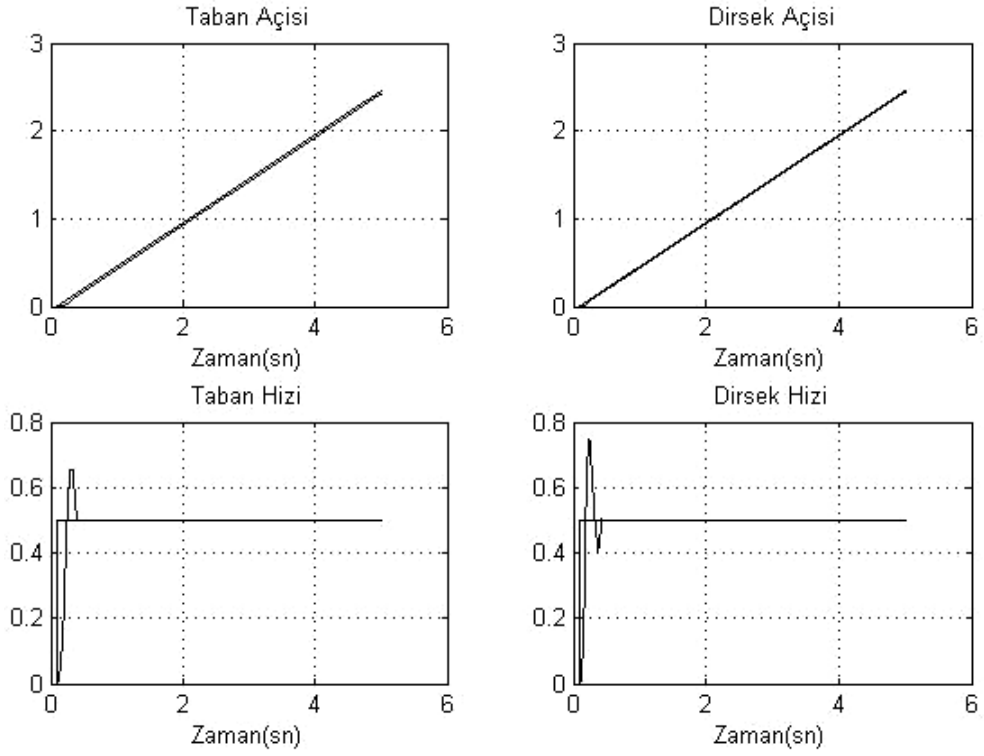 Taban Açisi
3
2
1
0
0 2 4 6
Zaman(sn)
Dirsek Açisi
3
2
1
0
0 2 4 6
Zaman(sn)
Taban Hizi
0.8
0.6
0.4
0.2
0
0 2 4 6
Zaman(sn)
Dirsek Hizi
0.8
0.6
0.4
0.2
0
0 2 4 6
Zaman(sn)